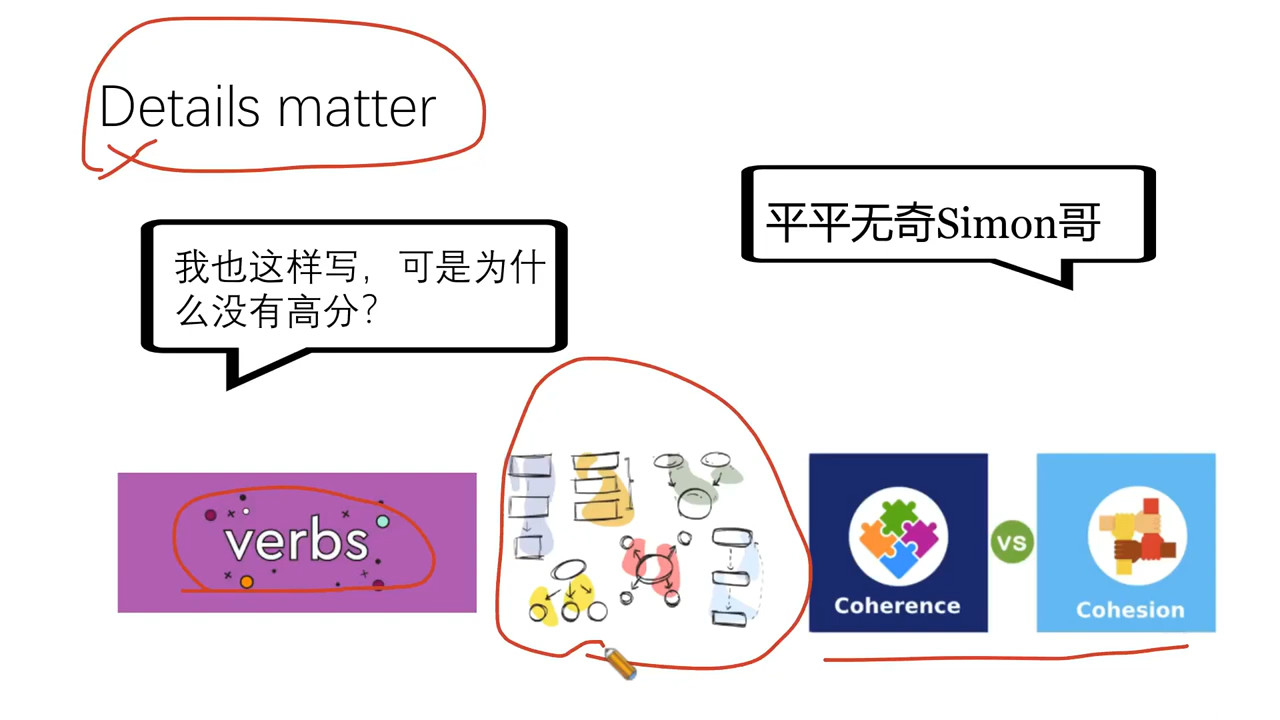 Details matter
平平无奇Simon哥
我也这样写，可是为什
么没有高分？
verbs
Coherence
vs
Cohesion